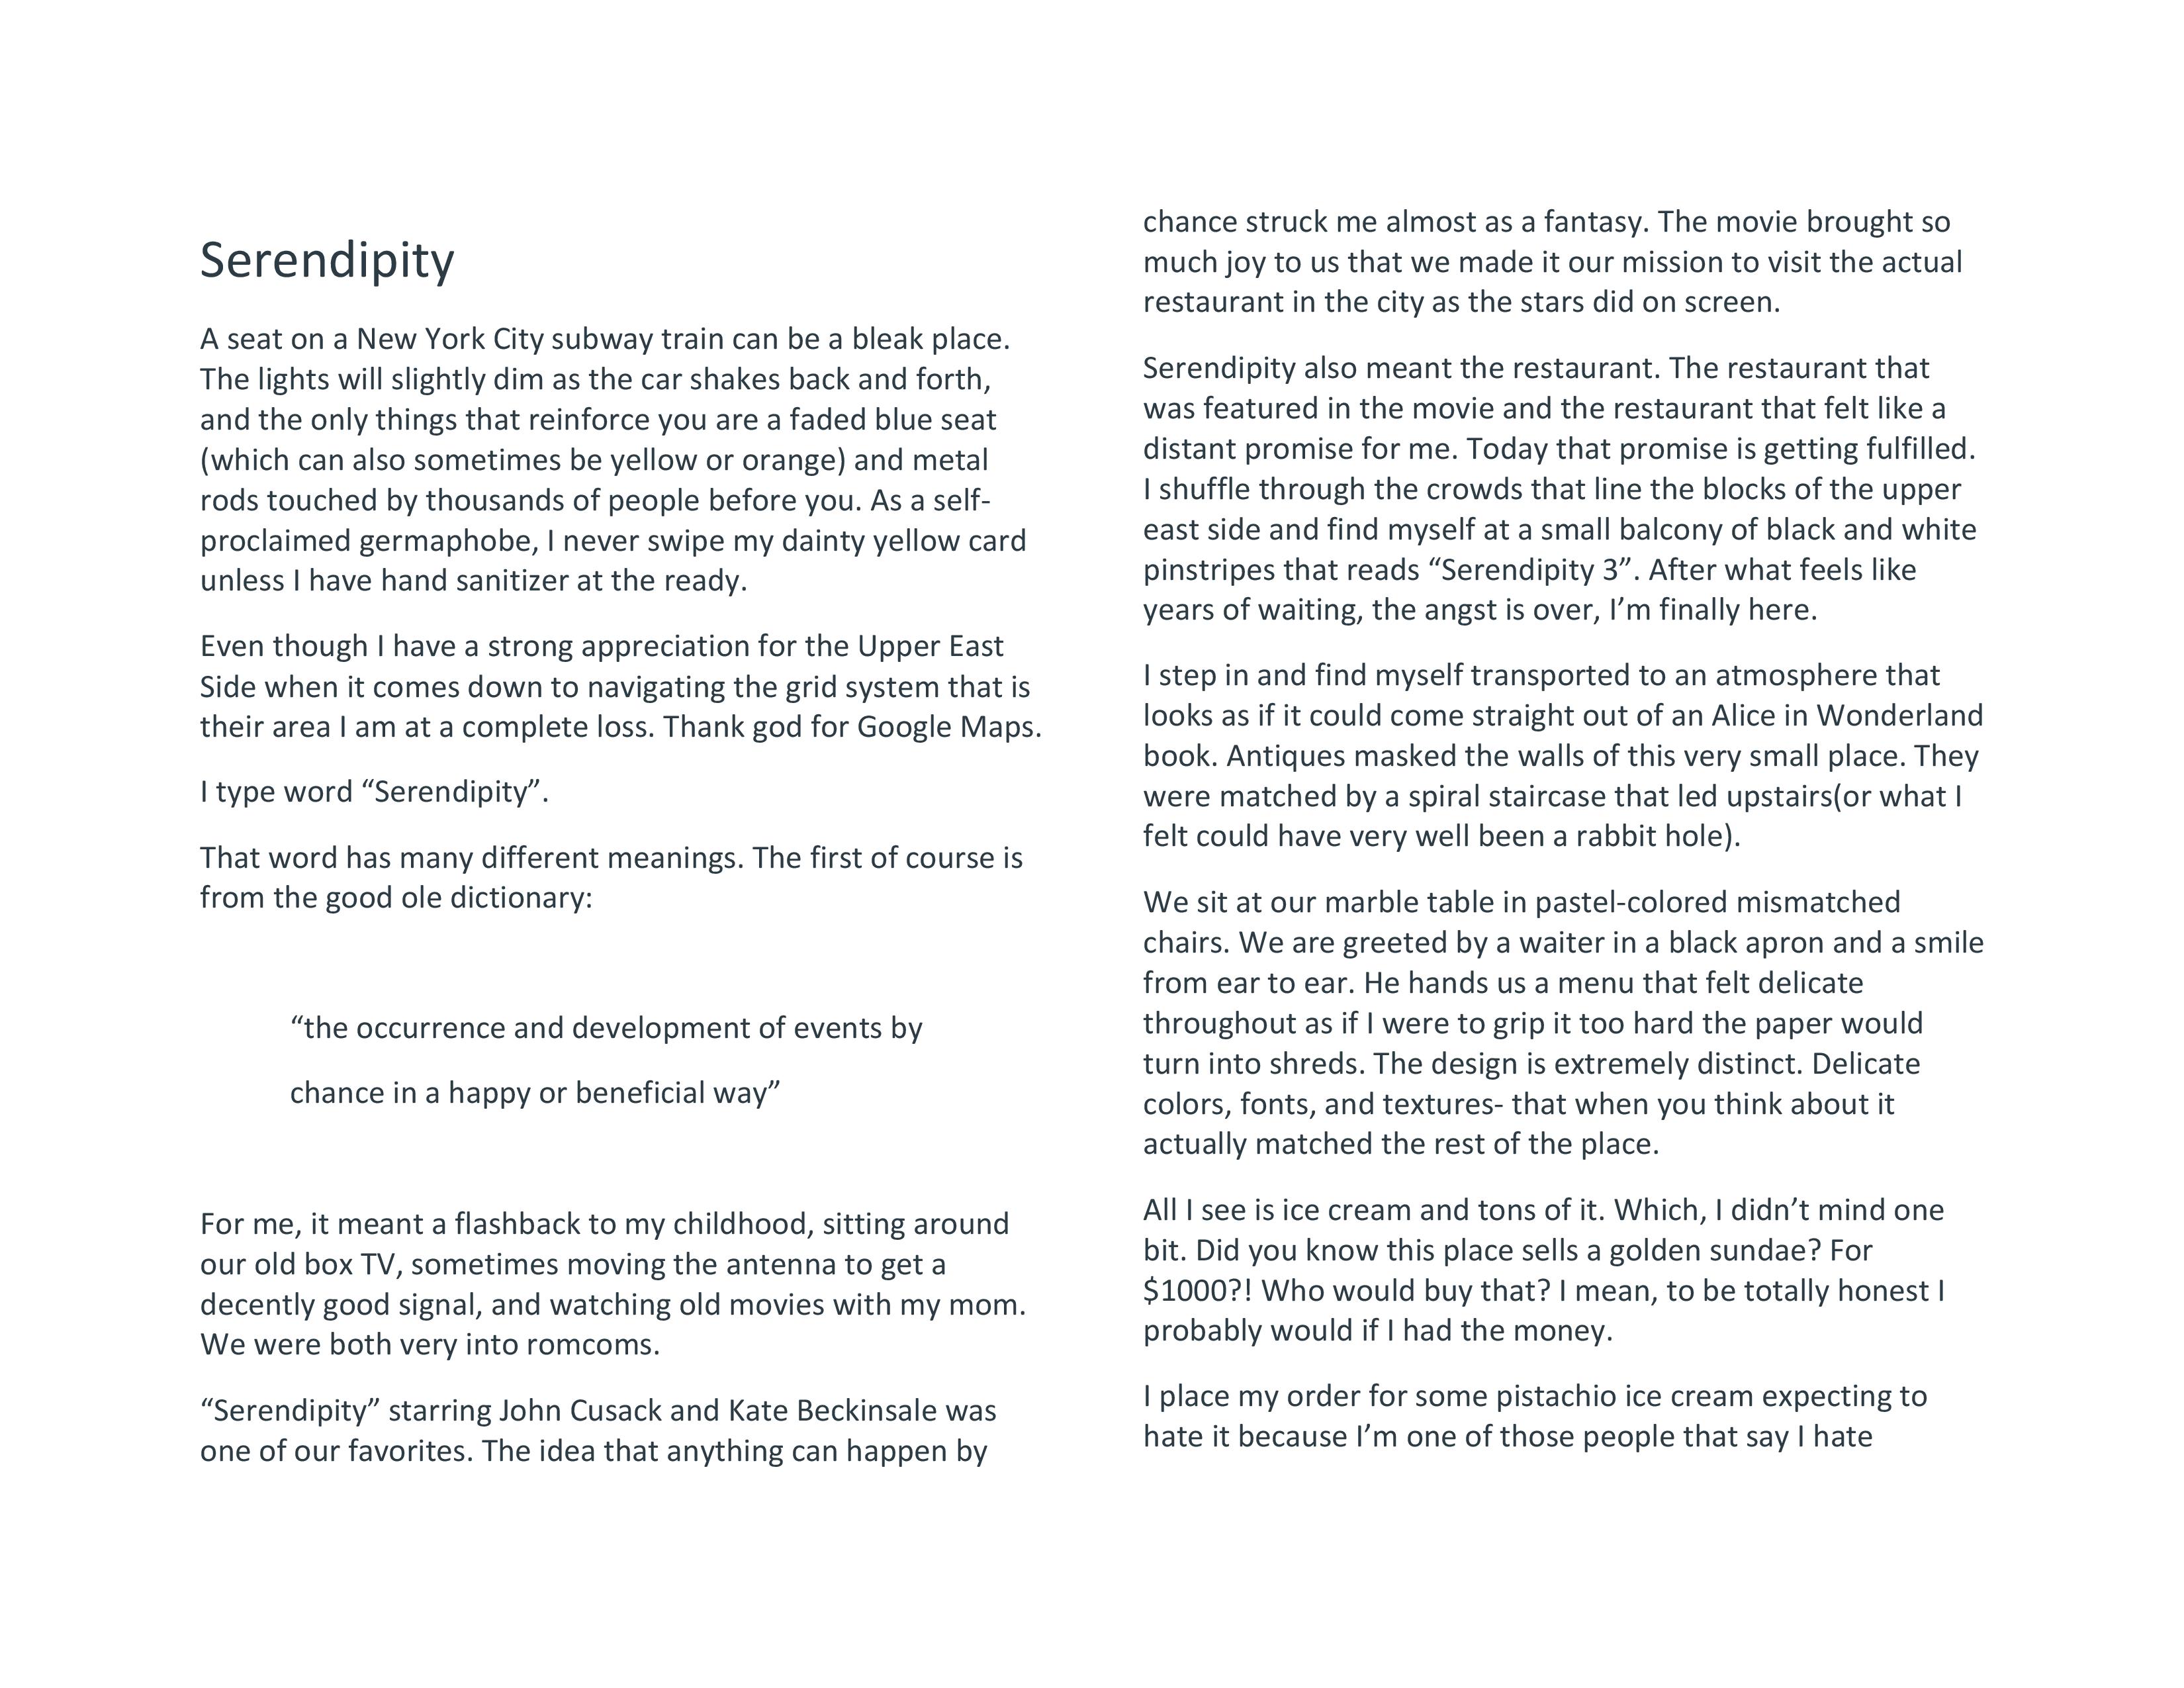 Serendipity
A seat on a New York City subway train can be a bleak place.
The lights will slightly dim as the car shakes back and forth,
and the only things that reinforce you are a faded blue seat
(which can also sometimes be yellow or orange) and metal
rods touched by thousands of people before you. As a self-
proclaimed germaphobe, I never swipe my dainty yellow card
unless I have hand sanitizer at the ready.
Even though I have a strong appreciation for the Upper East
Side when it comes down to navigating the grid system that is
their area I am at a complete loss. Thank god for Google Maps.
I type word “Serendipity”.
That word has many different meanings. The first of course is
from the good ole dictionary:
“the occurrence and development of events by
chance in a happy or beneficial way”
For me, it meant a flashback to my childhood, sitting around
our old box TV, sometimes moving the antenna to get a
decently good signal, and watching old movies with my mom.
We were both very into romcoms.
“Serendipity” starring John Cusack and Kate Beckinsale was
one of our favorites. The idea that anything can happen by
chance struck me almost as a fantasy. The movie brought so
much joy to us that we made it our mission to visit the actual
restaurant in the city as the stars did on screen.
Serendipity also meant the restaurant. The restaurant that
was featured in the movie and the restaurant that felt like a
distant promise for me. Today that promise is getting fulfilled.
I shuffle through the crowds that line the blocks of the upper
east side and find myself at a small balcony of black and white
pinstripes that reads “Serendipity 3”. After what feels like
years of waiting, the angst is over, I’m finally here.
I step in and find myself transported to an atmosphere that
looks as if it could come straight out of an Alice in Wonderland
book. Antiques masked the walls of this very small place. They
were matched by a spiral staircase that led upstairs(or what I
felt could have very well been a rabbit hole).
We sit at our marble table in pastel-colored mismatched
chairs. We are greeted by a waiter in a black apron and a smile
from ear to ear. He hands us a menu that felt delicate
throughout as if I were to grip it too hard the paper would
turn into shreds. The design is extremely distinct. Delicate
colors, fonts, and textures- that when you think about it
actually matched the rest of the place.
All I see is ice cream and tons of it. Which, I didn’t mind one
bit. Did you know this place sells a golden sundae? For
$1000?! Who would buy that? I mean, to be totally honest I
probably would if I had the money.
I place my order for some pistachio ice cream expecting to
hate it because I’m one of those people that say I hate